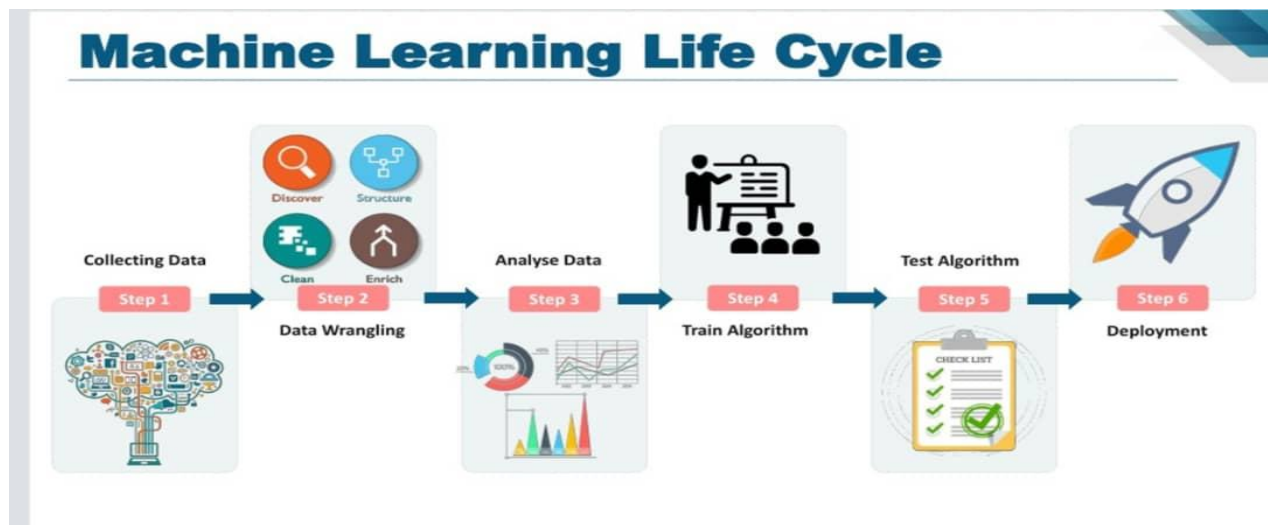 Machine Learning Life Cycle
Collecting Data
Step 1
Discover
Structure
Clean
Enrich
Step 2
Data Wrangling
Analyse Data
Step 3
100%
Step 4
Train Algorithm
Test Algorithm
Step 5
CHECK LIST
Step 6
Deployment